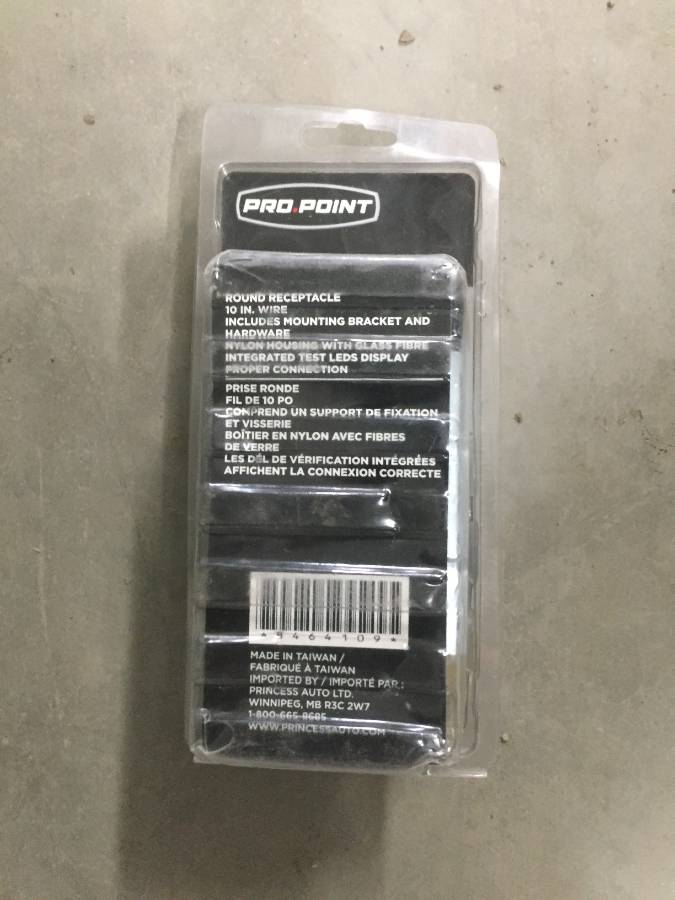 PRO.POINT
ROUND RECEPTACLE
10 IN. WIRE
INCLUDES MOUNTING BRACKET AND
HARDWARE
NYLON HOUSING WITH GLASS FIBRE
INTEGRATED TEST LEDS DISPLAY
PROPER CONNECTION
PRISE RONDE
FIL DE 10 PO
COMPREND UN SUPPORT DE FIXATION
ET VISSERIE
BOÎTIER EN NYLON AVEC FIBRES
DE VERRE
LES DÉL DE VÉRIFICATION INTÉGRÉES
AFFICHENT LA CONNEXION CORRECTE
MADE IN TAIWAN /
FABRIQUÉ À TAIWAN
IMPORTED BY / IMPORTÉ PAR :
PRINCESS AUTO LTD.
WINNIPEG, MB R3C 2W7
1-800-665-8685
WWW.PRINCESSAUTO.COM